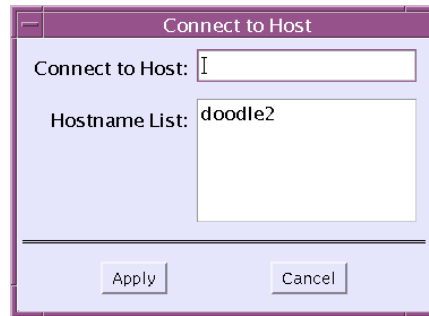 Connect to Host
Connect to Host:
Hostname List: doodle2
Apply Cancel